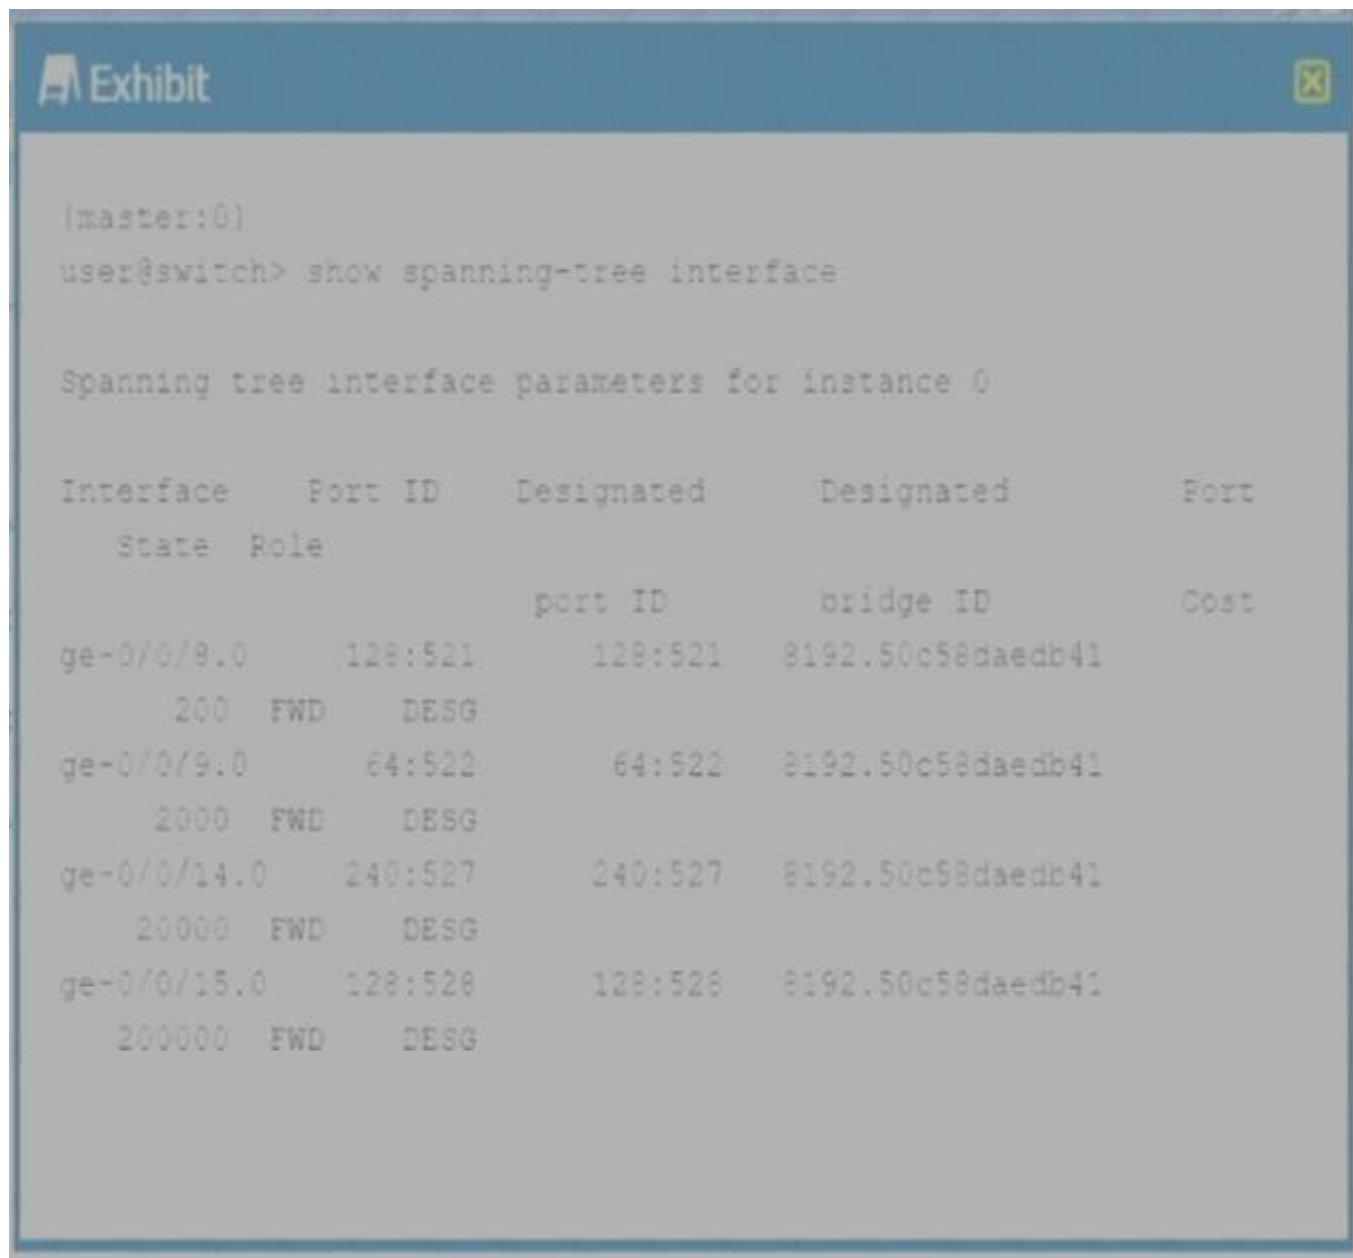 Exhibit
{master:0}
user@switch> show spanning-tree interface
Spanning tree interface parameters for instance 0
Interface Port ID Designated Designated Port
State Role
port ID bridge ID Cost
ge-0/0/8.0 128:521 128:521 8192.50c58daedb41
200 FWD DESG
ge-0/0/9.0 64:522 64:522 8192.50c58daedb41
2000 FWD DESG
ge-0/0/14.0 240:527 240:527 8192.50c58daedb41
20000 FWD DESG
ge-0/0/15.0 128:528 128:528 8192.50c58daedb41
200000 FWD DESG